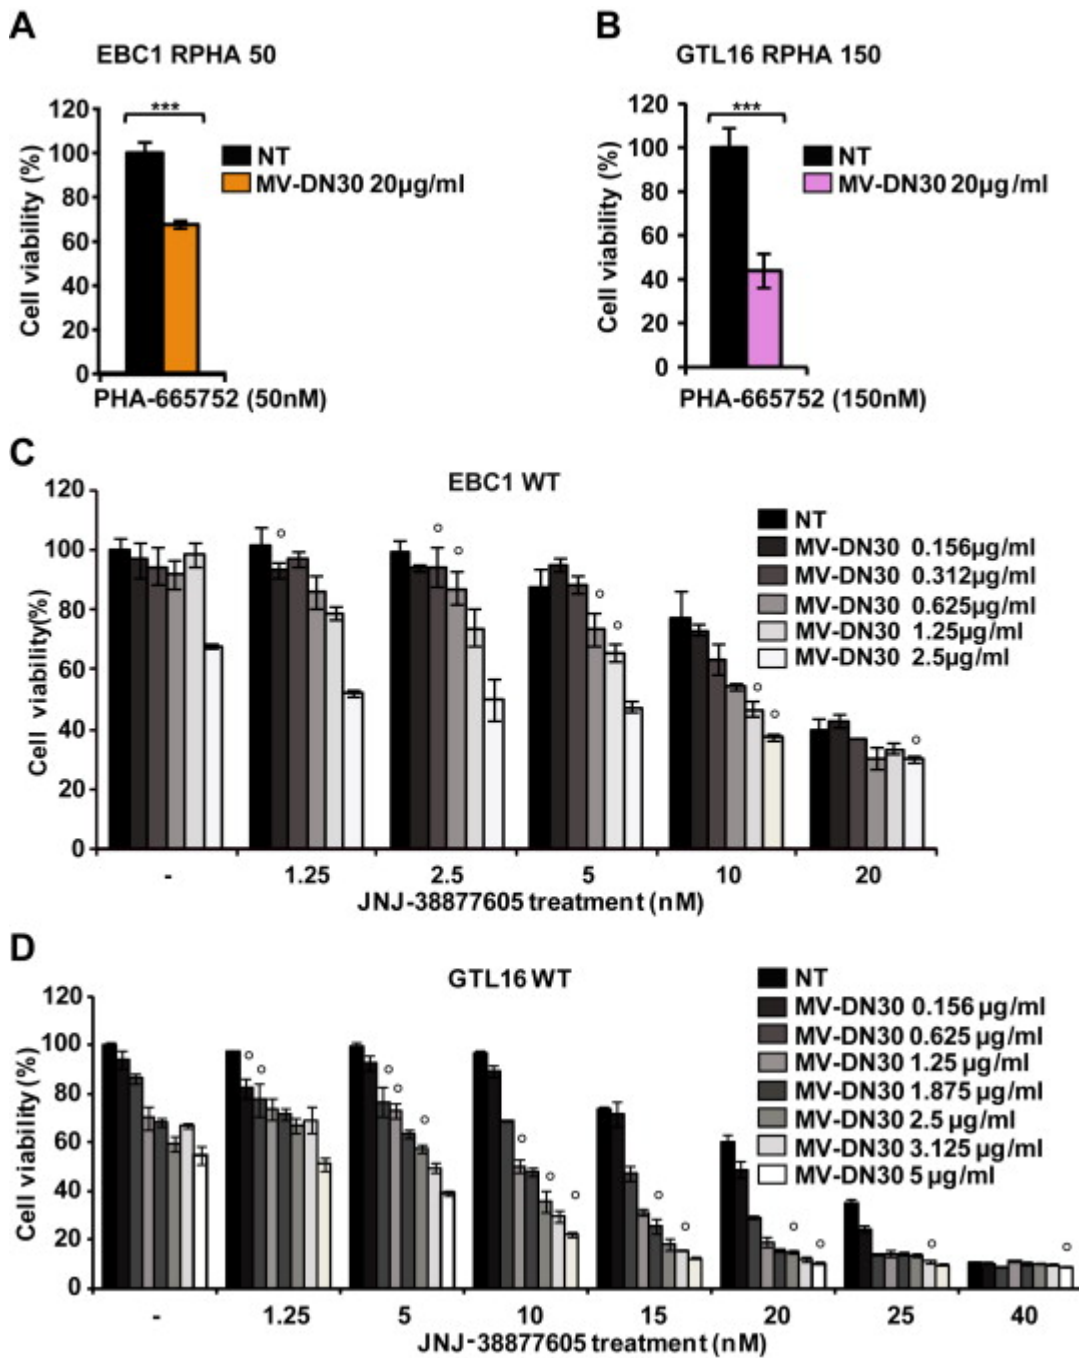 A
EBC1 RPHA 50
120
100
80
60
40
20
0
Cell viability (%)
***
NT
MV-DN30 20µg/ml
PHA-665752 (50nM)
B
GTL16 RPHA 150
120
100
80
60
40
20
0
Cell viability (%)
***
NT
MV-DN30 20µg/ml
PHA-665752 (150nM)
C
EBC1 WT
120
100
80
60
40
20
0
Cell viability(%)
NT
MV-DN30 0.156µg/ml
MV-DN30 0.312µg/ml
MV-DN30 0.625µg/ml
MV-DN30 1.25µg/ml
MV-DN30 2.5µg/ml
- 1.25 2.5 5 10 20
JNJ-38877605 treatment (nM)
D
GTL16 WT
120
100
80
60
40
20
0
Cell viability (%)
NT
MV-DN30 0.156 µg/ml
MV-DN30 0.625 µg/ml
MV-DN30 1.25 µg/ml
MV-DN30 1.875 µg/ml
MV-DN30 2.5 µg/ml
MV-DN30 3.125 µg/ml
MV-DN30 5 µg/ml
- 1.25 5 10 15 20 25 40
JNJ-38877605 treatment (nM)